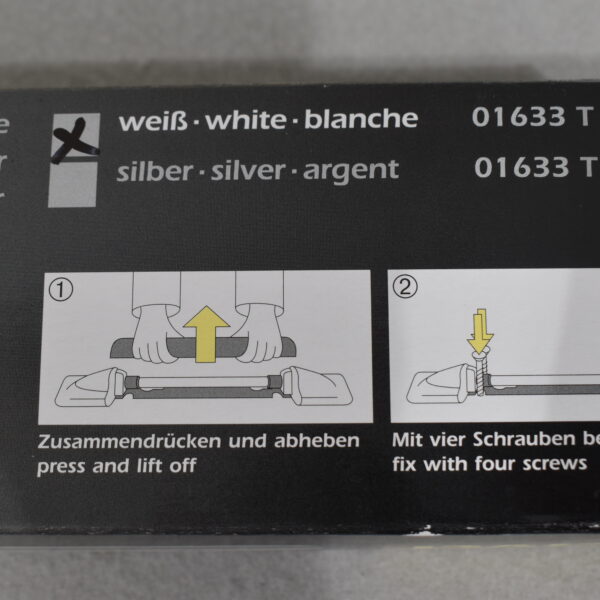 e
weiß · white · blanche 01633 T
r
silber · silver · argent 01633 T
r
①
②
Zusammendrücken und abheben
press and lift off
Mit vier Schrauben be
fix with four screws